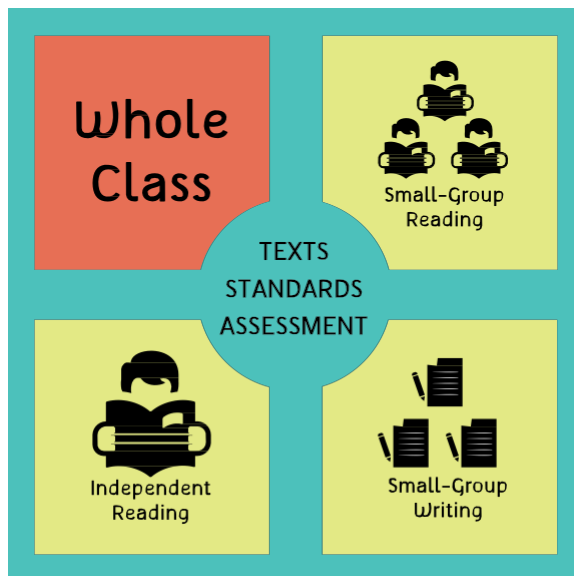 Whole
Class
Small-Group
Reading
TEXTS
STANDARDS
ASSESSMENT
Independent
Reading
Small-Group
Writing